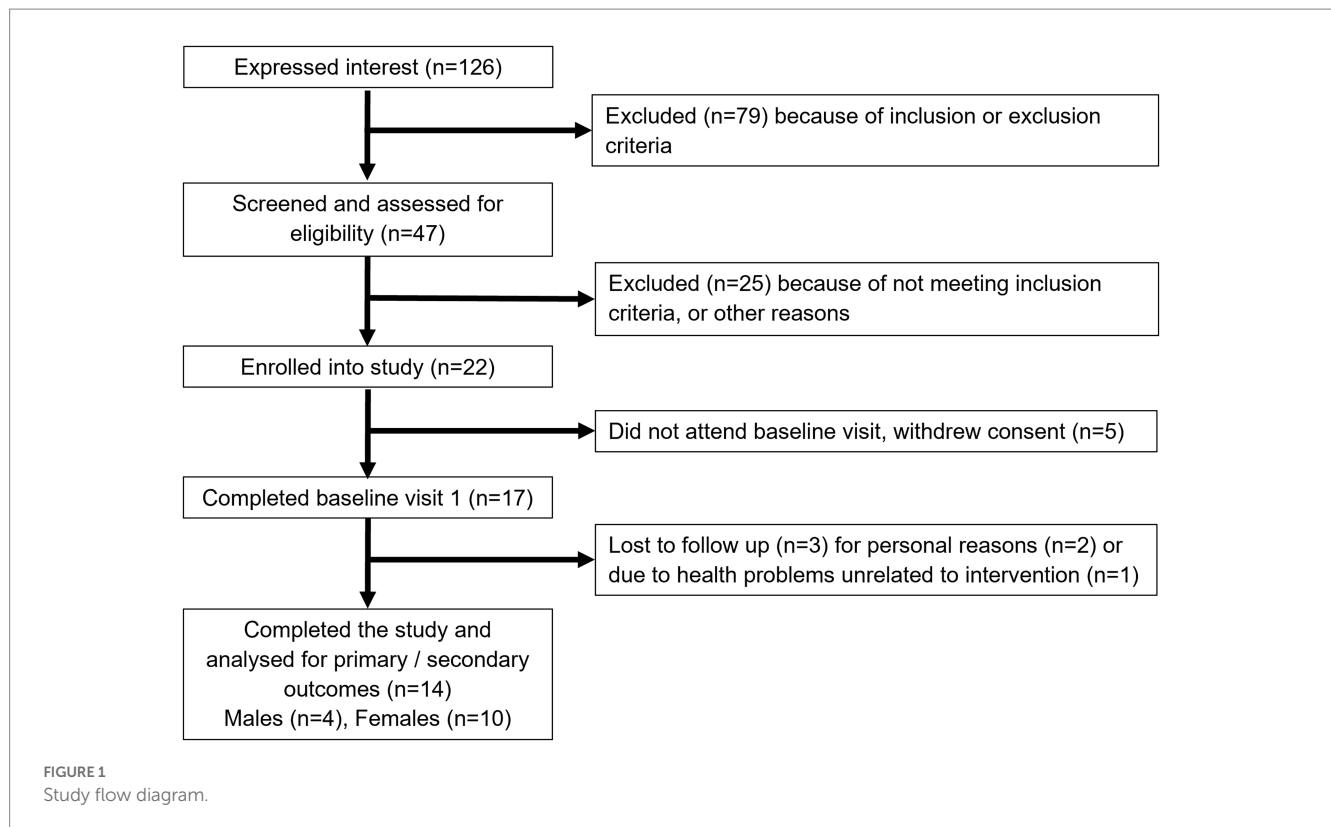 Expressed interest (n=126)
Excluded (n=79) because of inclusion or exclusion
criteria
Screened and assessed for
eligibility (n=47)
Excluded (n=25) because of not meeting inclusion
criteria, or other reasons
Enrolled into study (n=22)
Did not attend baseline visit, withdrew consent (n=5)
Completed baseline visit 1 (n=17)
Lost to follow up (n=3) for personal reasons (n=2) or
due to health problems unrelated to intervention (n=1)
Completed the study and
analysed for primary / secondary
outcomes (n=14)
Males (n=4), Females (n=10)
FIGURE 1
Study flow diagram.